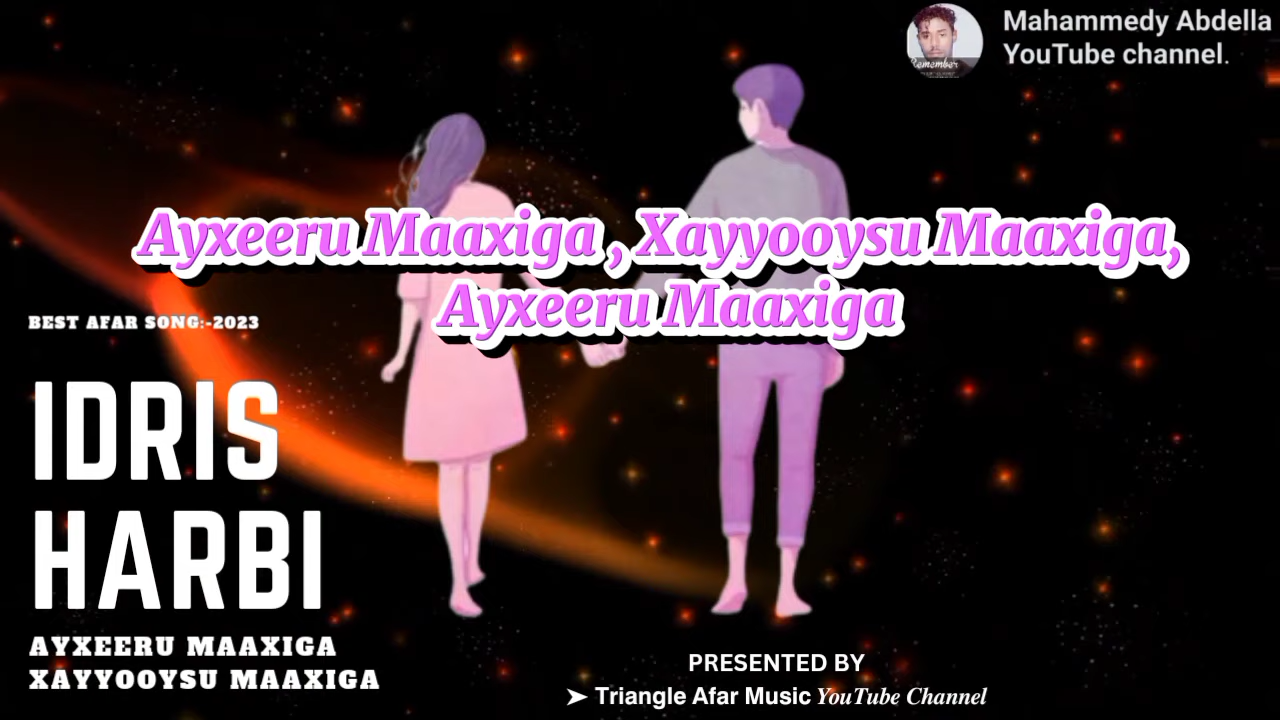 Mahammedy Abdella
YouTube channel.
Remember
Ayxeeru Maaxiga , Xayyooysu Maaxiga,
Ayxeeru Maaxiga
BEST AFAR SONG:-2023
IDRIS
HARBI
AYXEERU MAAXIGA
XAYYOOYSU MAAXIGA
PRESENTED BY
➤ Triangle Afar Music YouTube Channel